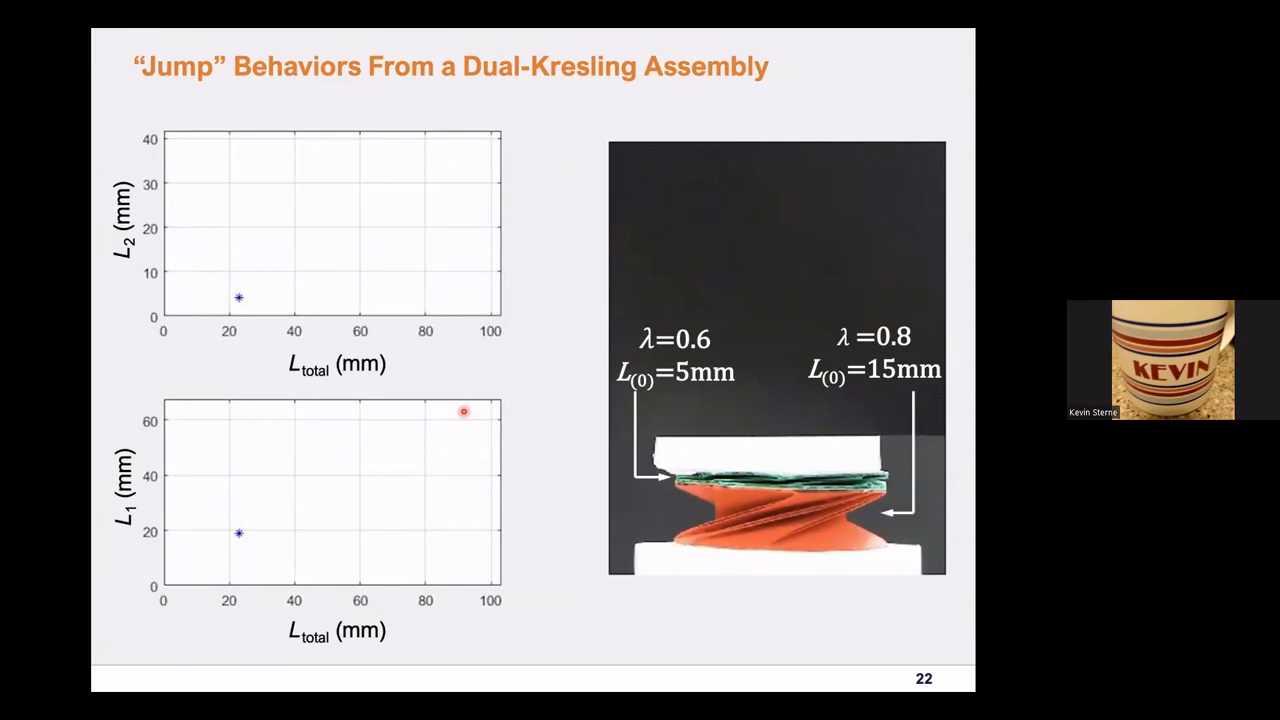 “Jump” Behaviors From a Dual-Kresling Assembly
40
30
20
10
0
L2 (mm)
0 20 40 60 80 100
Ltotal (mm)
60
40
20
0
L1 (mm)
0 20 40 60 80 100
Ltotal (mm)
λ=0.6
L(0)=5mm
λ =0.8
L(0)=15mm
22
KEVIN
Kevin Sterne